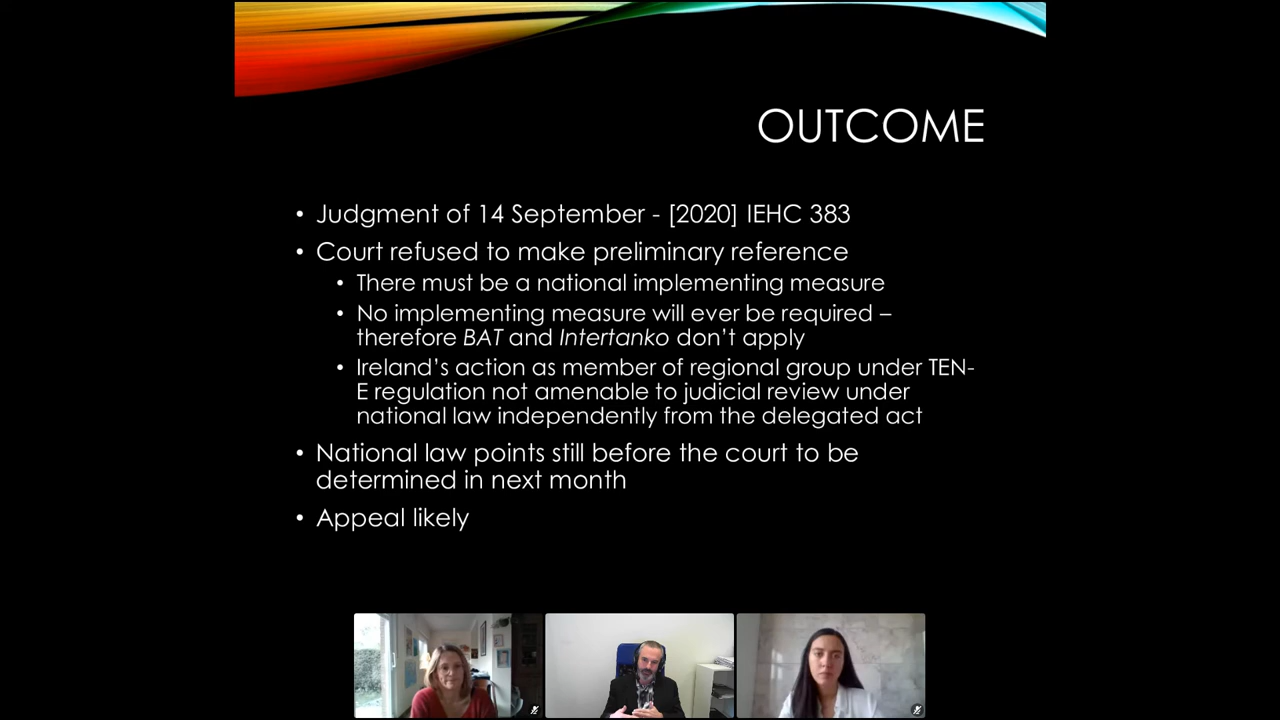 OUTCOME
• Judgment of 14 September - [2020] IEHC 383
• Court refused to make preliminary reference
• There must be a national implementing measure
• No implementing measure will ever be required –
therefore BAT and Intertanko don’t apply
• Ireland’s action as member of regional group under TEN-
E regulation not amenable to judicial review under
national law independently from the delegated act
• National law points still before the court to be
determined in next month
• Appeal likely